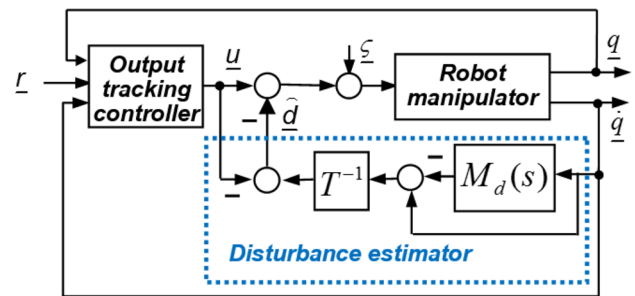 r
Output
tracking
controller
u
ς
Robot
manipulator
q
q̇
d̂
T⁻¹
M_d(s)
Disturbance estimator